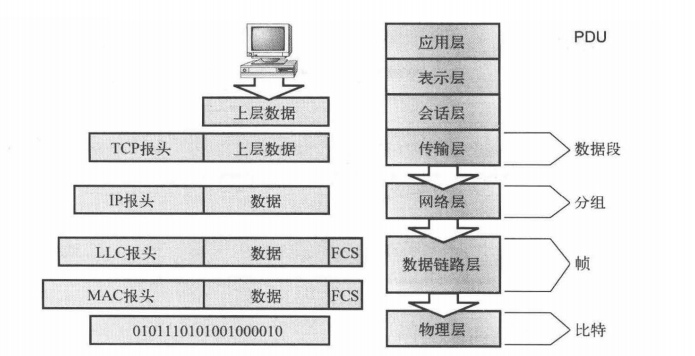 应用层 PDU
表示层
上层数据 会话层
TCP报头 上层数据 传输层 数据段
IP报头 数据 网络层 分组
LLC报头 数据 FCS 数据链路层 帧
MAC报头 数据 FCS
0101110101001000010 物理层 比特